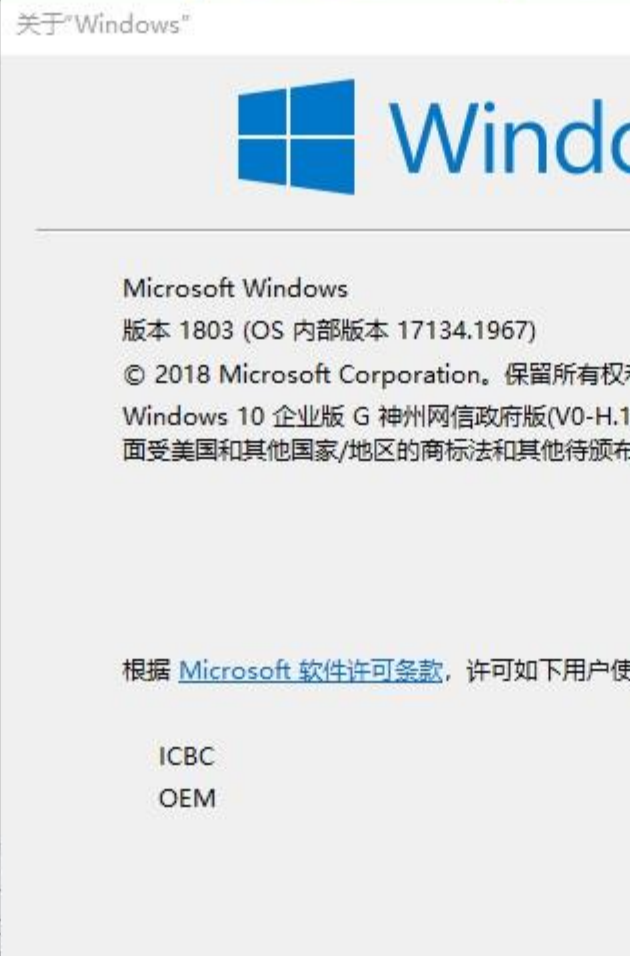 关于"Windows"
Windo
Microsoft Windows
版本 1803 (OS 内部版本 17134.1967)
© 2018 Microsoft Corporation。保留所有权
Windows 10 企业版 G 神州网信政府版(V0-H.1
面受美国和其他国家/地区的商标法和其他待颁布
根据 Microsoft 软件许可条款，许可如下用户使
ICBC
OEM